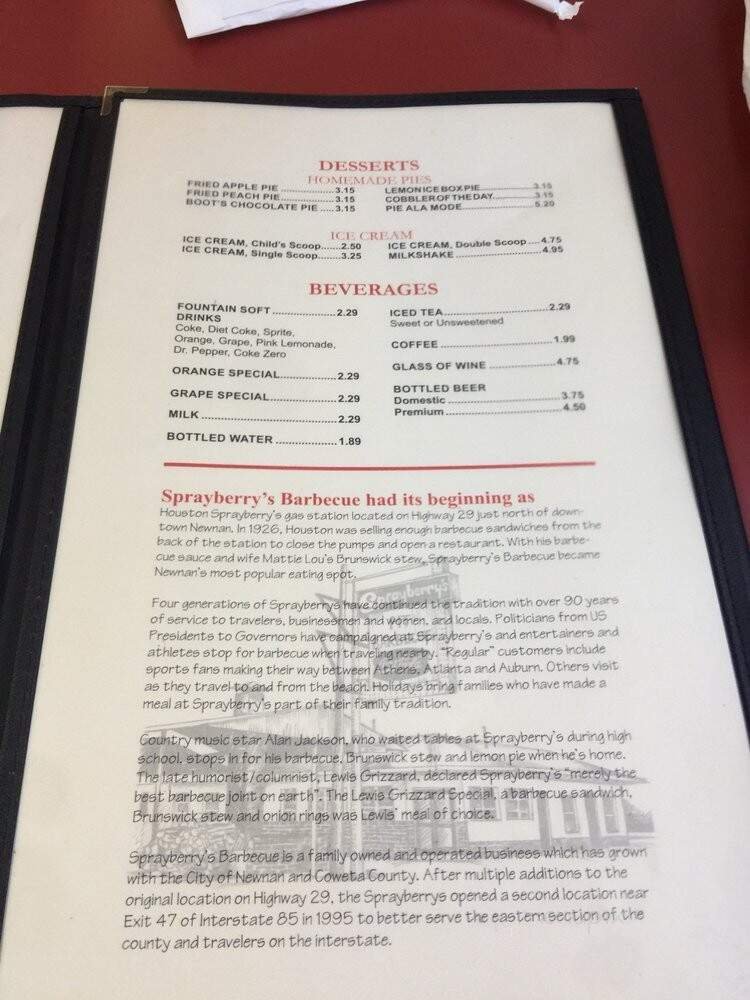 DESSERTS
HOMEMADE PIES
FRIED APPLE PIE ..............3.15
FRIED PEACH PIE..............3.15
BOOT'S CHOCOLATE PIE ....3.15
LEMON ICE BOX PIE..............3.15
COBBLER OF THE DAY..........3.15
PIE ALA MODE.....................5.20
ICE CREAM
ICE CREAM, Child's Scoop......2.50
ICE CREAM, Single Scoop.......3.25
ICE CREAM, Double Scoop ....4.75
MILKSHAKE ........................4.95
BEVERAGES
FOUNTAIN SOFT ...............2.29
DRINKS
Coke, Diet Coke, Sprite,
Orange, Grape, Pink Lemonade,
Dr. Pepper, Coke Zero
ORANGE SPECIAL..............2.29
GRAPE SPECIAL................2.29
MILK ................................2.29
BOTTLED WATER ..............1.89
ICED TEA...........................2.29
Sweet or Unsweetened
COFFEE ............................1.99
GLASS OF WINE ................4.75
BOTTLED BEER
Domestic ..........................3.75
Premium ...........................4.50
Sprayberry's Barbecue had its beginning as
Houston Sprayberry's gas station located on Highway 29 just north of down-
town Newnan. In 1926, Houston was selling enough barbecue sandwiches from the
back of the station to close the pumps and open a restaurant. With his barbe-
cue sauce and wife Mattie Lou's Brunswick stew, Sprayberry's Barbecue became
Newnan's most popular eating spot.
Sprayberry's
Four generations of Sprayberrys have continued the tradition with over 90 years
of service to travelers, businessmen and women, and locals. Politicians from US
Presidents to Governors have campaigned at Sprayberry's and entertainers and
athletes stop for barbecue when traveling nearby. "Regular" customers include
sports fans making their way between Athens, Atlanta and Auburn. Others visit
as they travel to and from the beach. Holidays bring families who have made a
meal at Sprayberry's part of their family tradition.
Country music star Alan Jackson, who waited tables at Sprayberry's during high
school, stops in for his barbecue, Brunswick stew and lemon pie when he's home.
The late humorist/columnist, Lewis Grizzard, declared Sprayberry's "merely the
best barbecue joint on earth". The Lewis Grizzard Special, a barbecue sandwich,
Brunswick stew and onion rings was Lewis' meal of choice.
Sprayberry's Barbecue is a family owned and operated business which has grown
with the City of Newnan and Coweta County. After multiple additions to the
original location on Highway 29, the Sprayberrys opened a second location near
Exit 47 of Interstate 85 in 1995 to better serve the eastern section of the
county and travelers on the interstate.